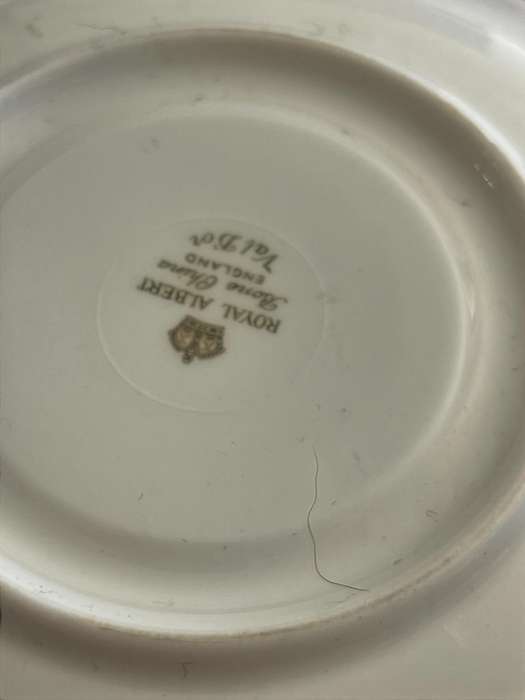 ROYAL ALBERT
Bone China
ENGLAND
Val D'or